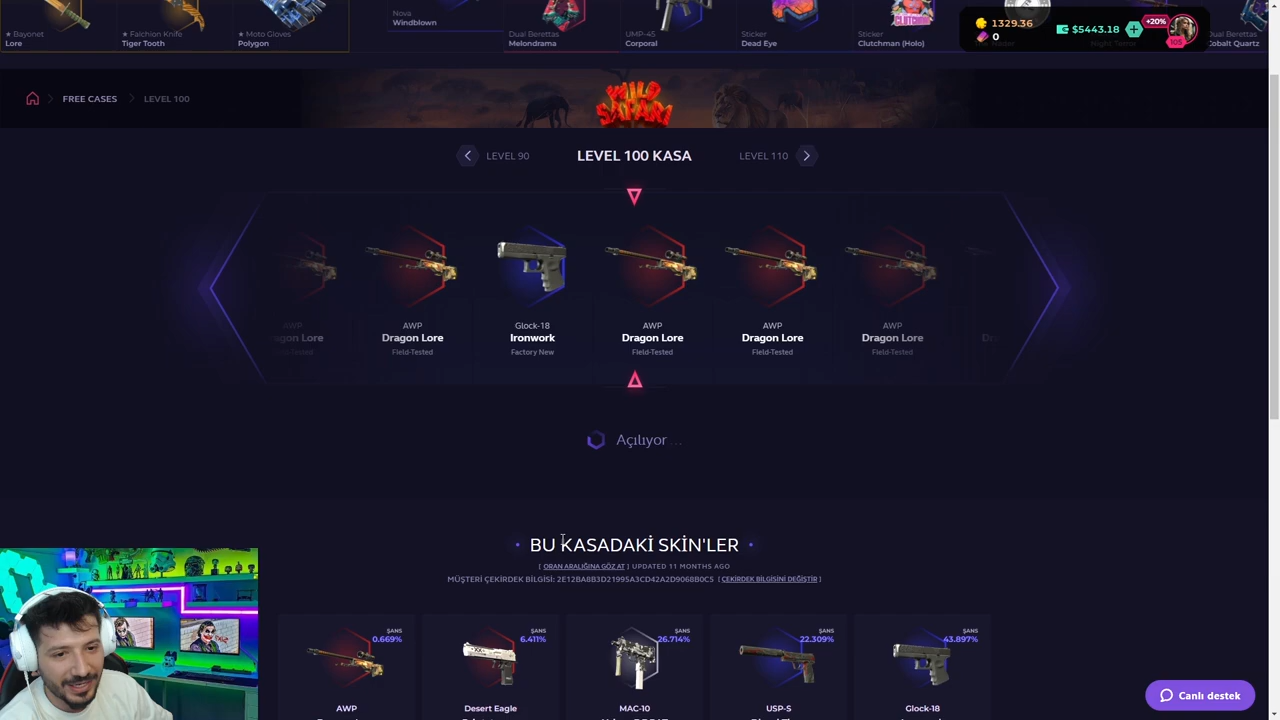 ★ Bayonet
Lore
★ Falchion Knife
Tiger Tooth
★ Moto Gloves
Polygon
Nova
Windblown
Dual Berettas
Melondrama
UMP-45
Corporal
Sticker
Dead Eye
Sticker
Clutchman (Holo)
Dual Berettas
Cobalt Quartz
1329.36
0
$5443.18
+20%
105
FREE CASES
LEVEL 100
WILD SAFARI
LEVEL 90
LEVEL 100 KASA
LEVEL 110
AWP
Dragon Lore
Field-Tested
Glock-18
Ironwork
Factory New
AWP
Dragon Lore
Field-Tested
AWP
Dragon Lore
Field-Tested
AWP
Dragon Lore
Field-Tested
Açılıyor ...
BU KASADAKİ SKİN'LER
[ ORAN ARALIĞINA GÖZ AT ] UPDATED 11 MONTHS AGO
MÜŞTERİ ÇEKİRDEK BİLGİSİ: 2E12BA8B3D21995A3CD42A2D9068B0C5 [ ÇEKİRDEK BİLGİSİNİ DEĞİŞTİR ]
ŞANS
0.669%
AWP
ŞANS
6.411%
Desert Eagle
ŞANS
26.714%
MAC-10
ŞANS
22.309%
USP-S
ŞANS
43.897%
Glock-18
Canlı destek